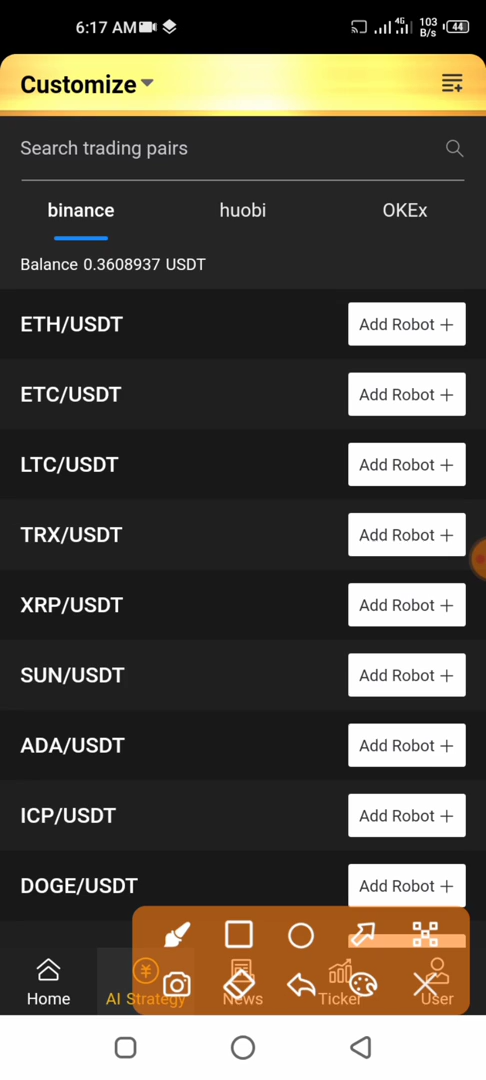 6:17 AM
4G
103 B/s
44
Customize
Search trading pairs
binance huobi OKEx
Balance 0.3608937 USDT
ETH/USDT Add Robot +
ETC/USDT Add Robot +
LTC/USDT Add Robot +
TRX/USDT Add Robot +
XRP/USDT Add Robot +
SUN/USDT Add Robot +
ADA/USDT Add Robot +
ICP/USDT Add Robot +
DOGE/USDT Add Robot +
Home AI Strategy News Ticker User